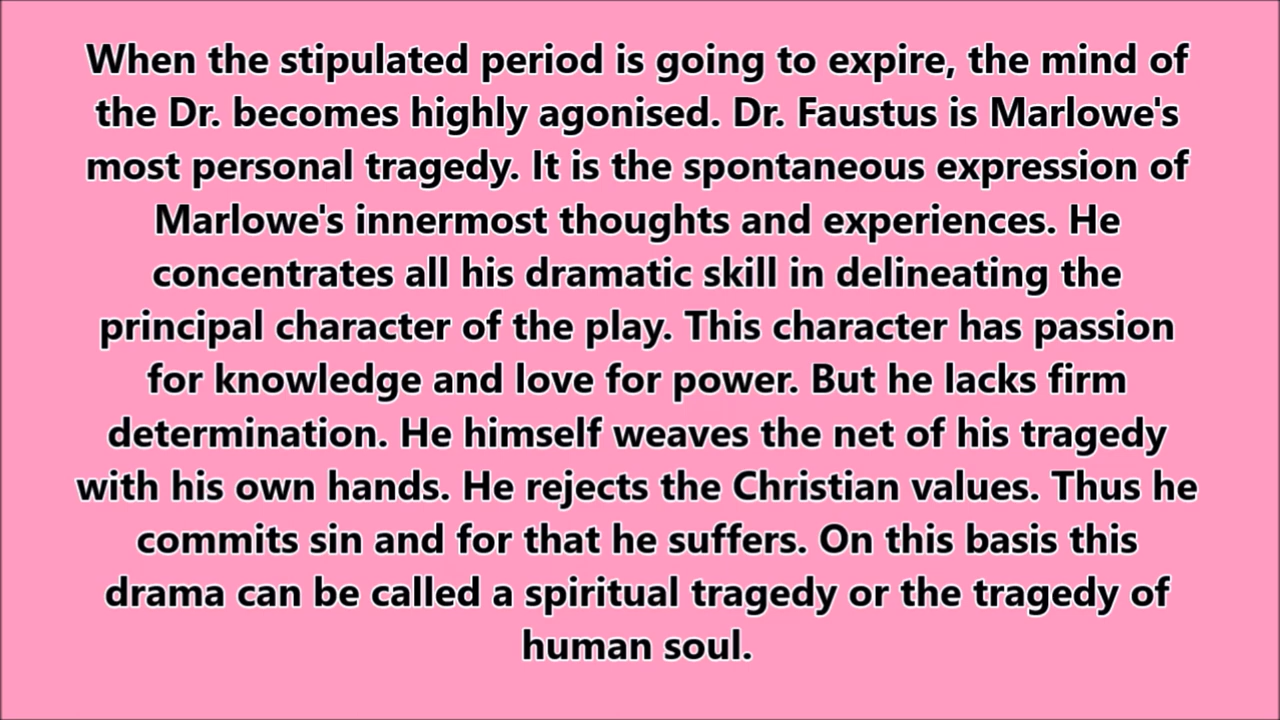 When the stipulated period is going to expire, the mind of
the Dr. becomes highly agonised. Dr. Faustus is Marlowe's
most personal tragedy. It is the spontaneous expression of
Marlowe's innermost thoughts and experiences. He
concentrates all his dramatic skill in delineating the
principal character of the play. This character has passion
for knowledge and love for power. But he lacks firm
determination. He himself weaves the net of his tragedy
with his own hands. He rejects the Christian values. Thus he
commits sin and for that he suffers. On this basis this
drama can be called a spiritual tragedy or the tragedy of
human soul.